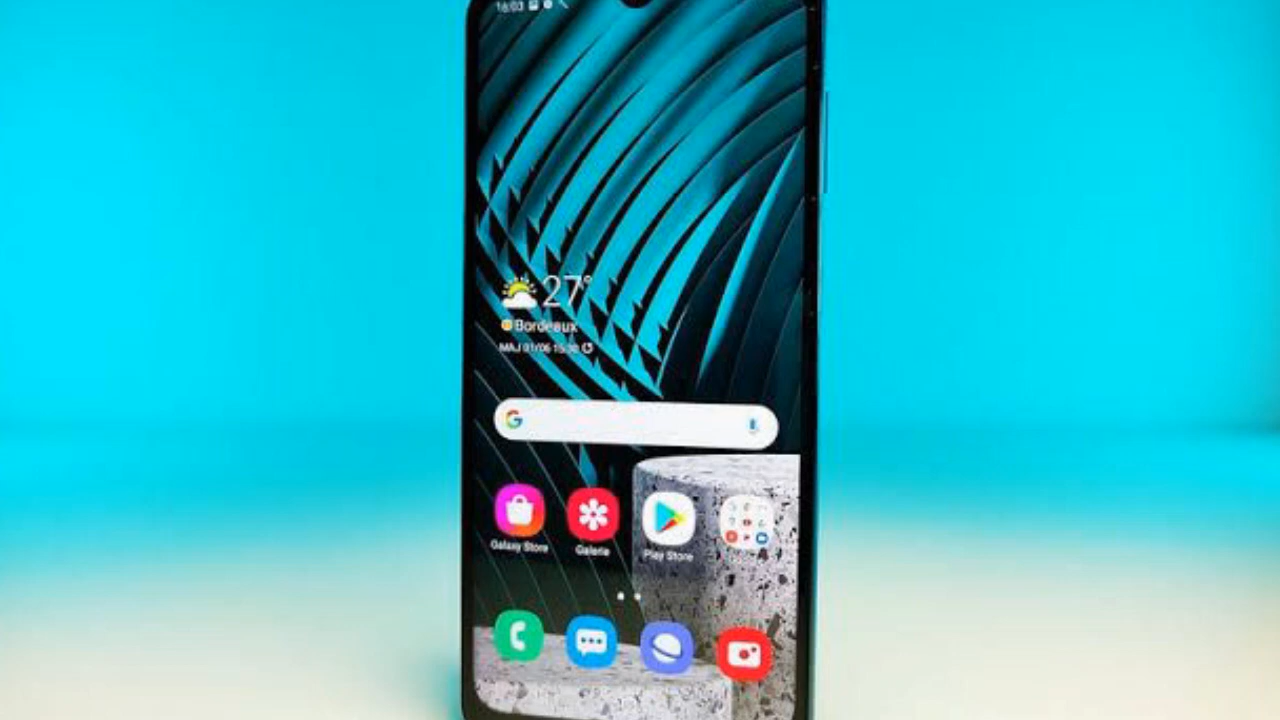 16:03
27°
Bordeaux
MAJ 01/06 15:30
G
Galaxy Store
Galerie
Play Store